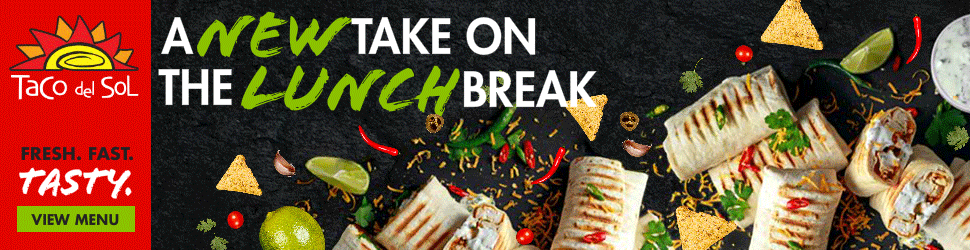 TACO del SOL
FRESH. FAST.
TASTY.
VIEW MENU
A NEW TAKE ON
THE LUNCH BREAK